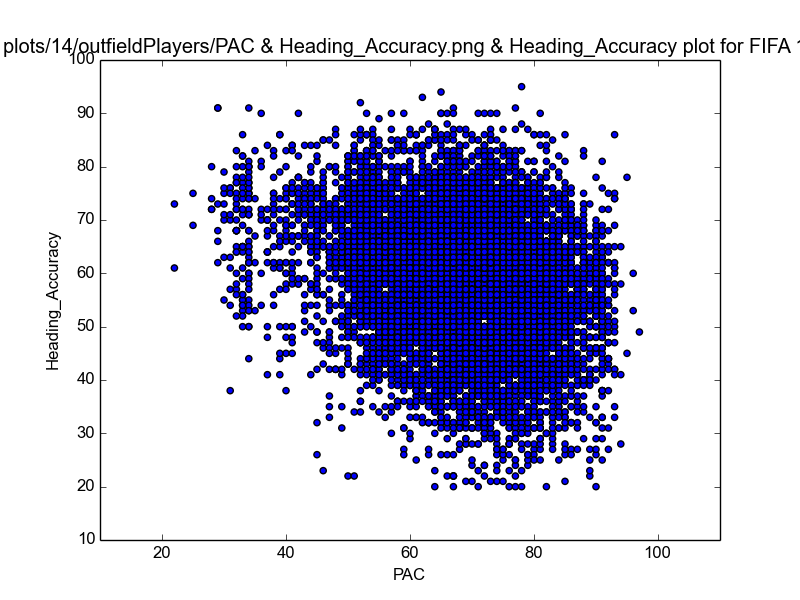 plots/14/outfieldPlayers/PAC & Heading_Accuracy.png & Heading_Accuracy plot for FIFA 1
100
90
80
70
60
50
40
30
20
10
Heading_Accuracy
20 40 60 80 100
PAC